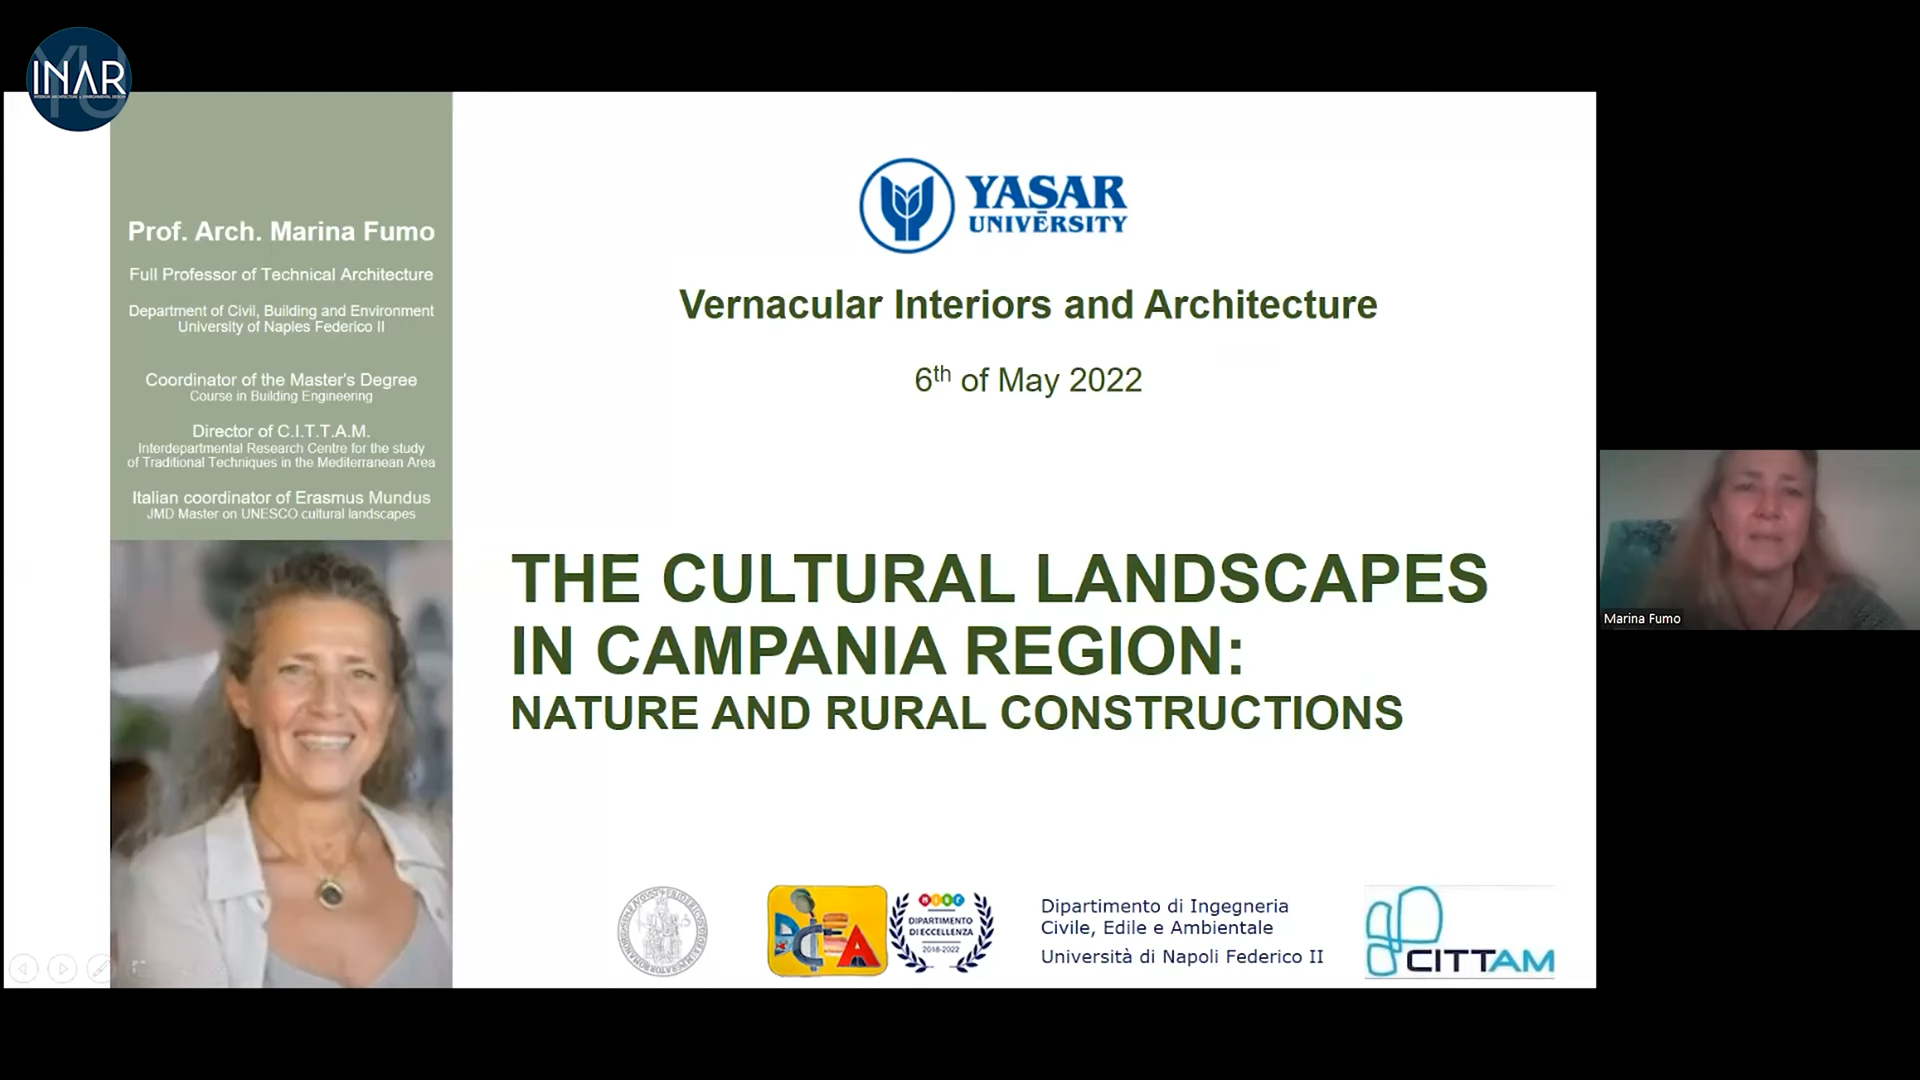 INAR
Prof. Arch. Marina Fumo
Full Professor of Technical Architecture
Department of Civil, Building and Environment
University of Naples Federico II
Coordinator of the Master's Degree
Course in Building Engineering
Director of C.I.T.T.A.M.
Interdepartmental Research Centre for the study
of Traditional Techniques in the Mediterranean Area
Italian coordinator of Erasmus Mundus
JMD Master on UNESCO cultural landscapes
YAŞAR
UNIVERSITY
Vernacular Interiors and Architecture
6th of May 2022
THE CULTURAL LANDSCAPES
IN CAMPANIA REGION:
NATURE AND RURAL CONSTRUCTIONS
Marina Fumo
DICEA
MIUR
DIPARTIMENTO
DI ECCELLENZA
2018-2022
Dipartimento di Ingegneria
Civile, Edile e Ambientale
Università di Napoli Federico II
CITTAM